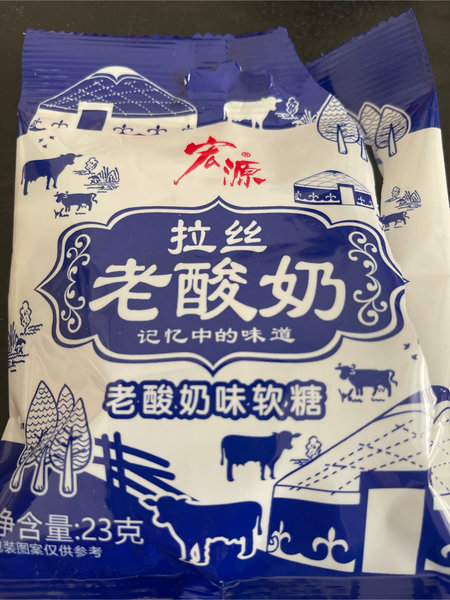 宏源®
拉丝
老酸奶
记忆中的味道
老酸奶味软糖
净含量:23克
包装图案仅供参考